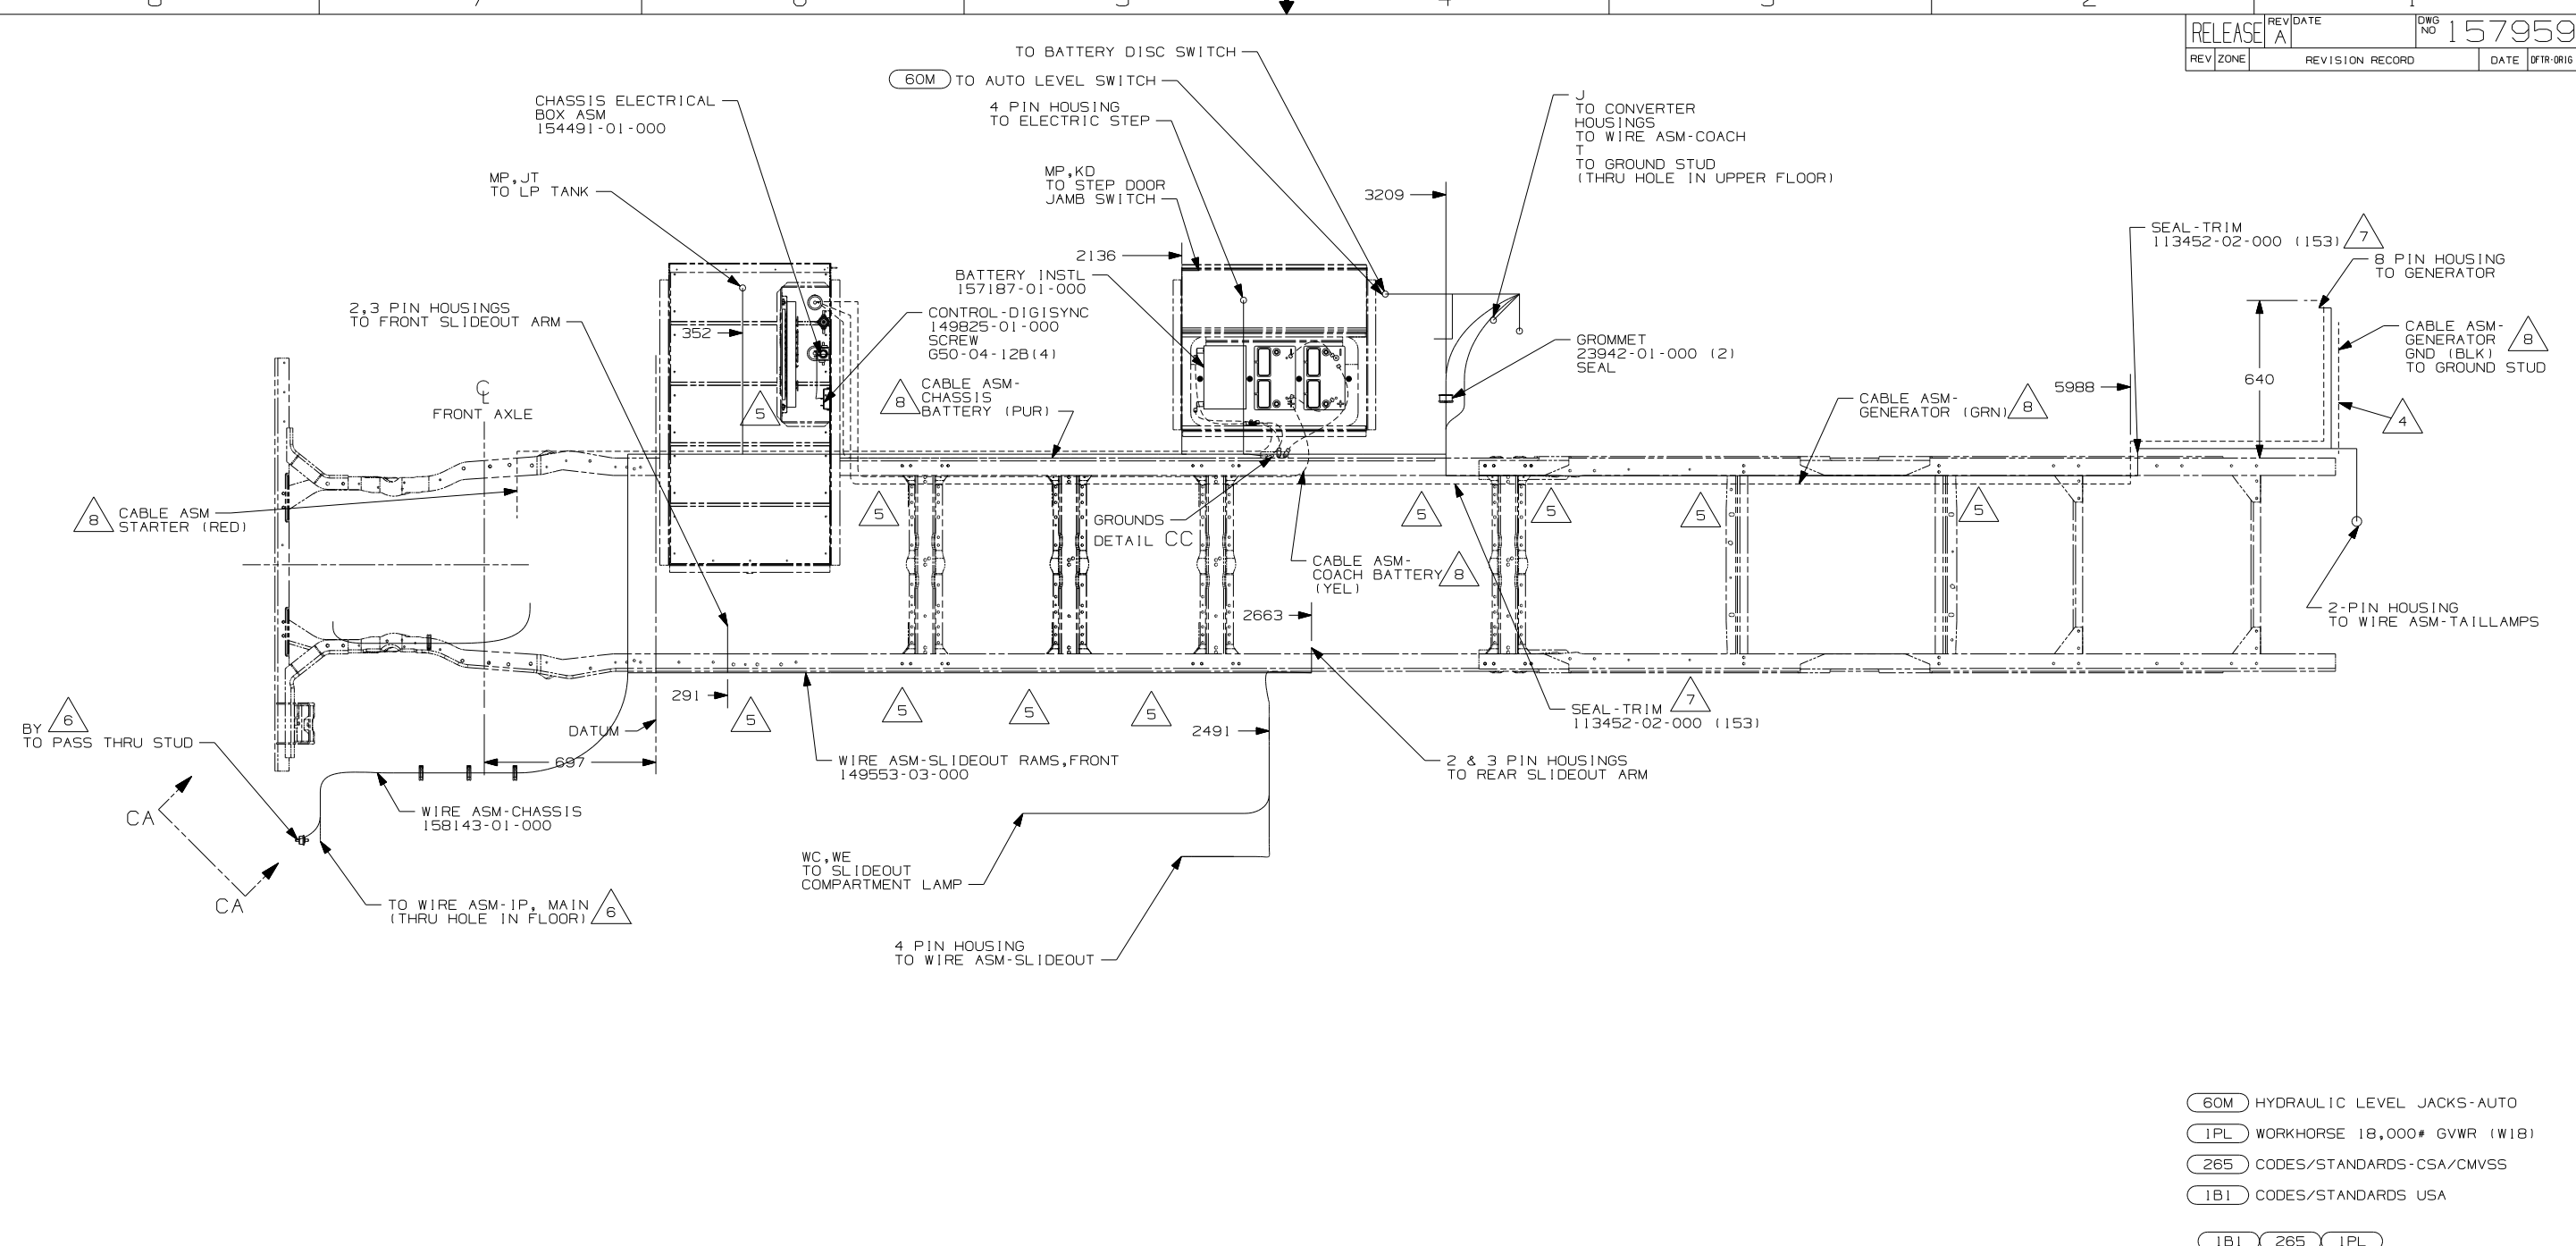 RELEASE
REV
A
DATE
DWG
NO
157959
REV
ZONE
REVISION RECORD
DATE
DFTR-ORIG
TO BATTERY DISC SWITCH
60M TO AUTO LEVEL SWITCH
4 PIN HOUSING
TO ELECTRIC STEP
CHASSIS ELECTRICAL
BOX ASM
154491-01-000
J
TO CONVERTER
HOUSINGS
TO WIRE ASM-COACH
T
TO GROUND STUD
(THRU HOLE IN UPPER FLOOR)
MP,JT
TO LP TANK
MP,KD
TO STEP DOOR
JAMB SWITCH
3209
SEAL-TRIM
113452-02-000 (153) 7
2136
BATTERY INSTL
157187-01-000
8 PIN HOUSING
TO GENERATOR
2,3 PIN HOUSINGS
TO FRONT SLIDEOUT ARM
352
CONTROL-DIGISYNC
149825-01-000
SCREW
G50-04-12B(4)
GROMMET
23942-01-000 (2)
SEAL
CABLE ASM-
GENERATOR
GND (BLK)
TO GROUND STUD
8
640
5988
4
CL
FRONT AXLE
5
8
CABLE ASM-
CHASSIS
BATTERY (PUR)
CABLE ASM-
GENERATOR (GRN) 8
8
CABLE ASM
STARTER (RED)
5
GROUNDS
DETAIL CC
5
5
5
5
CABLE ASM-
COACH BATTERY
(YEL)
8
2663
2-PIN HOUSING
TO WIRE ASM-TAILLAMPS
291
5
5
5
5
SEAL-TRIM
113452-02-000 (153)
7
BY 6
TO PASS THRU STUD
DATUM
697
2491
WIRE ASM-SLIDEOUT RAMS,FRONT
149553-03-000
2 & 3 PIN HOUSINGS
TO REAR SLIDEOUT ARM
CA
WIRE ASM-CHASSIS
158143-01-000
WC,WE
TO SLIDEOUT
COMPARTMENT LAMP
CA
TO WIRE ASM-IP, MAIN
(THRU HOLE IN FLOOR) 6
4 PIN HOUSING
TO WIRE ASM-SLIDEOUT
60M HYDRAULIC LEVEL JACKS-AUTO
1PL WORKHORSE 18,000# GVWR (W18)
265 CODES/STANDARDS-CSA/CMVSS
1B1 CODES/STANDARDS USA
1B1 265 1PL